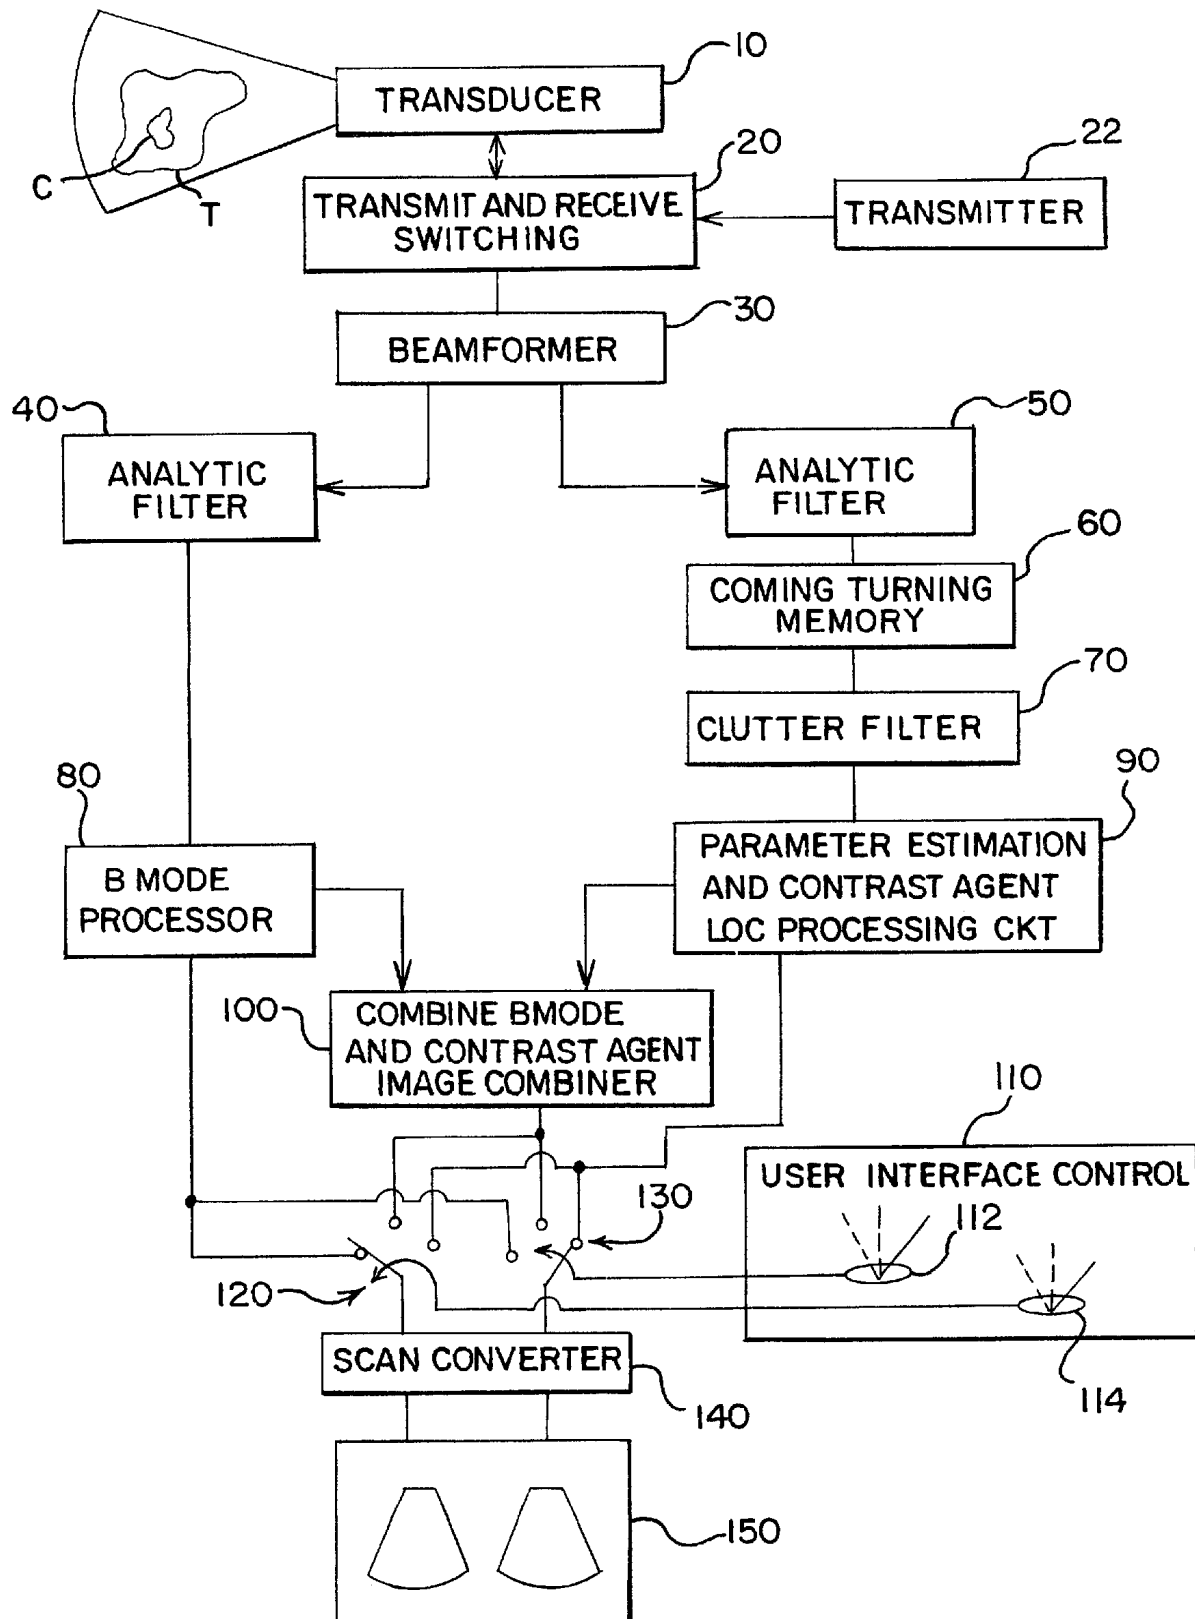 10
TRANSDUCER
C
T
20
22
TRANSMIT AND RECEIVE
SWITCHING
TRANSMITTER
30
BEAMFORMER
40
50
ANALYTIC
FILTER
ANALYTIC
FILTER
60
COMING TURNING
MEMORY
70
CLUTTER FILTER
80
90
B MODE
PROCESSOR
PARAMETER ESTIMATION
AND CONTRAST AGENT
LOC PROCESSING CKT
100
COMBINE BMODE
AND CONTRAST AGENT
IMAGE COMBINER
110
USER INTERFACE CONTROL
130
112
120
SCAN CONVERTER
140
114
150